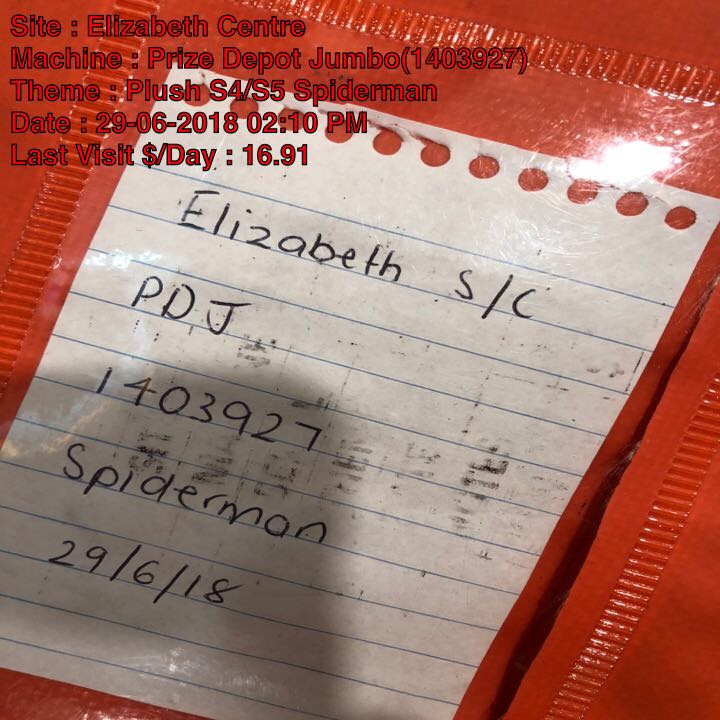 Site : Elizabeth Centre
Machine : Prize Depot Jumbo(1403927)
Theme : Plush S4/S5 Spiderman
Date : 29-06-2018 02:10 PM
Last Visit $/Day : 16.91
Elizabeth S/C
PDJ
1403927
Spiderman
29/6/18